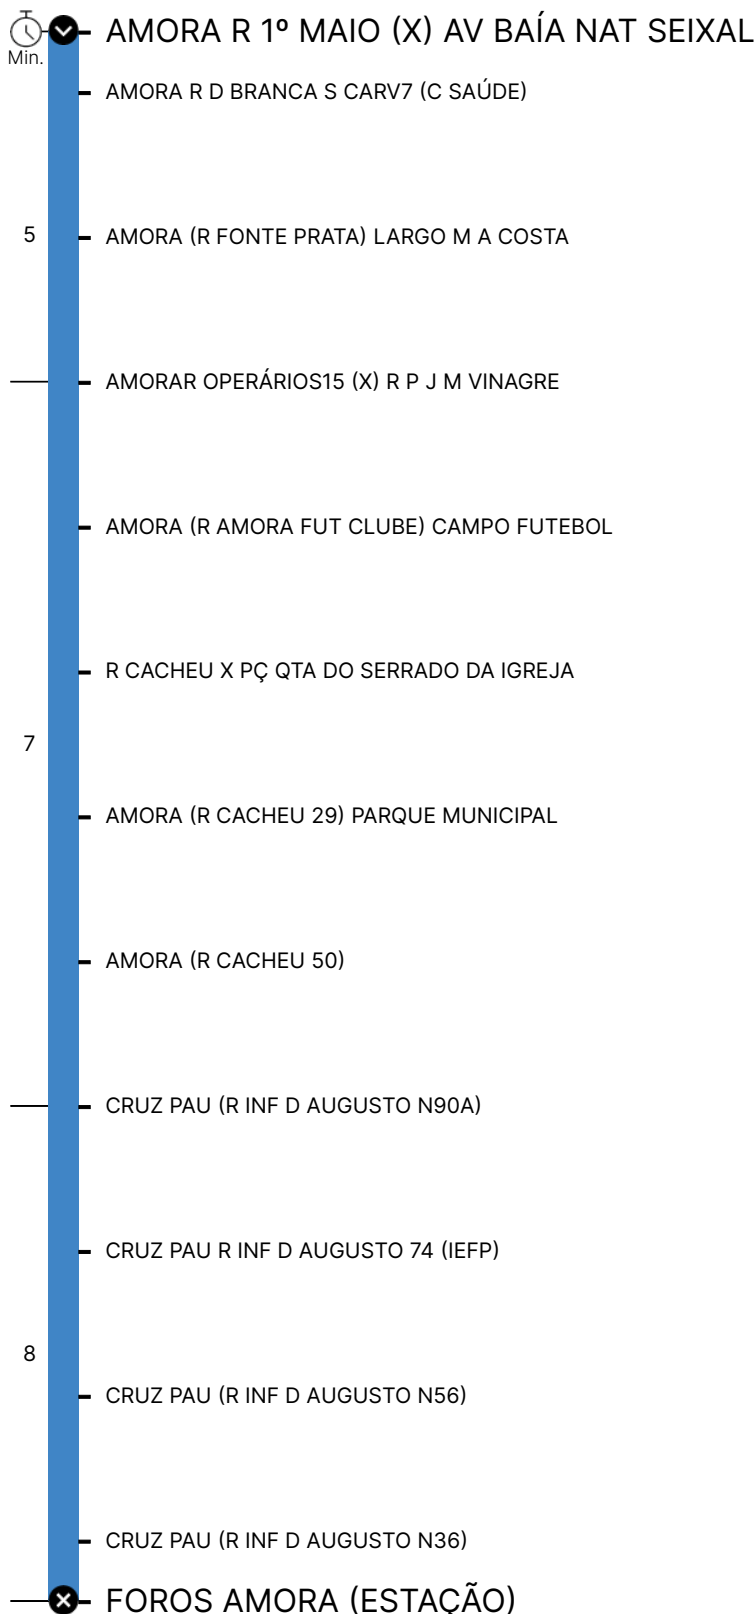 AMORA R 1º MAIO (X) AV BAÍA NAT SEIXAL
Min.
AMORA R D BRANCA S CARV7 (C SAÚDE)
5
AMORA (R FONTE PRATA) LARGO M A COSTA
AMORAR OPERÁRIOS15 (X) R P J M VINAGRE
AMORA (R AMORA FUT CLUBE) CAMPO FUTEBOL
R CACHEU X PÇ QTA DO SERRADO DA IGREJA
7
AMORA (R CACHEU 29) PARQUE MUNICIPAL
AMORA (R CACHEU 50)
CRUZ PAU (R INF D AUGUSTO N90A)
CRUZ PAU R INF D AUGUSTO 74 (IEFP)
8
CRUZ PAU (R INF D AUGUSTO N56)
CRUZ PAU (R INF D AUGUSTO N36)
FOROS AMORA (ESTAÇÃO)